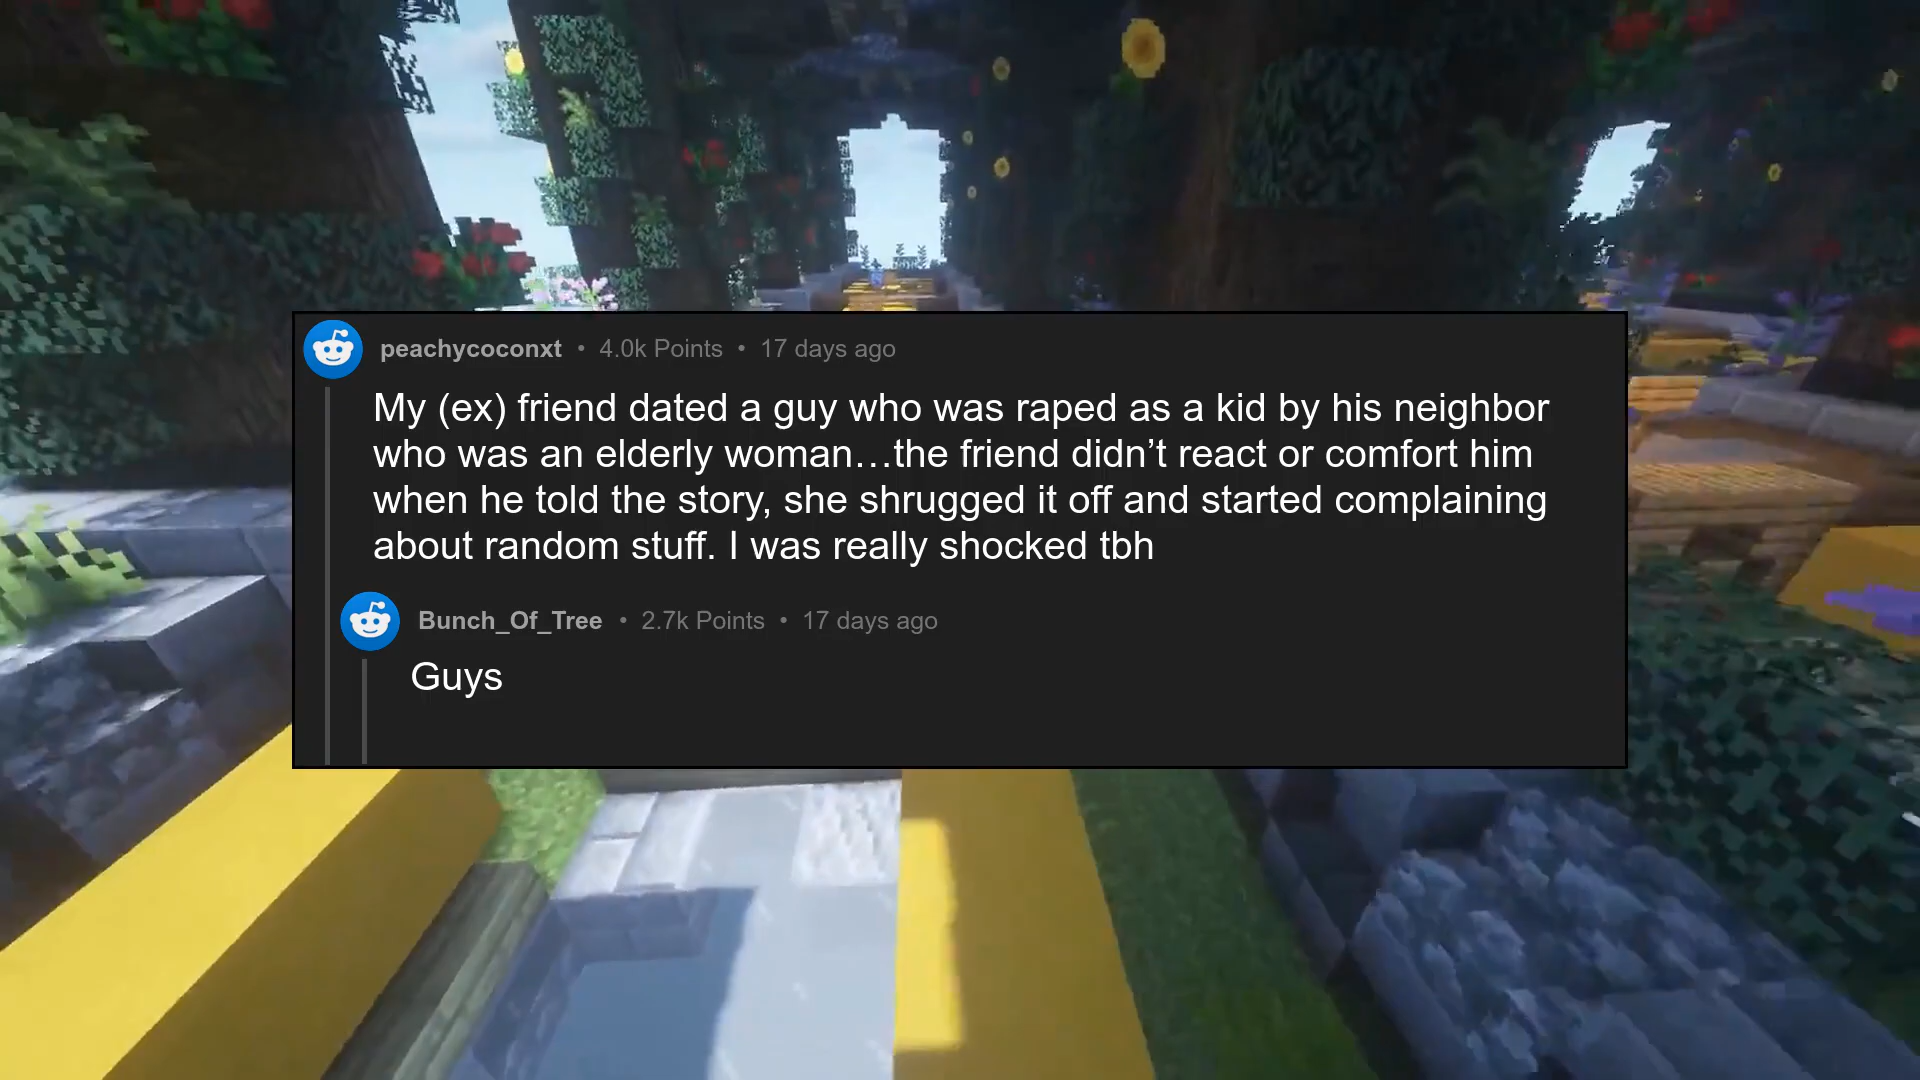 peachycoconxt • 4.0k Points • 17 days ago
My (ex) friend dated a guy who was raped as a kid by his neighbor
who was an elderly woman…the friend didn’t react or comfort him
when he told the story, she shrugged it off and started complaining
about random stuff. I was really shocked tbh
Bunch_Of_Tree • 2.7k Points • 17 days ago
Guys